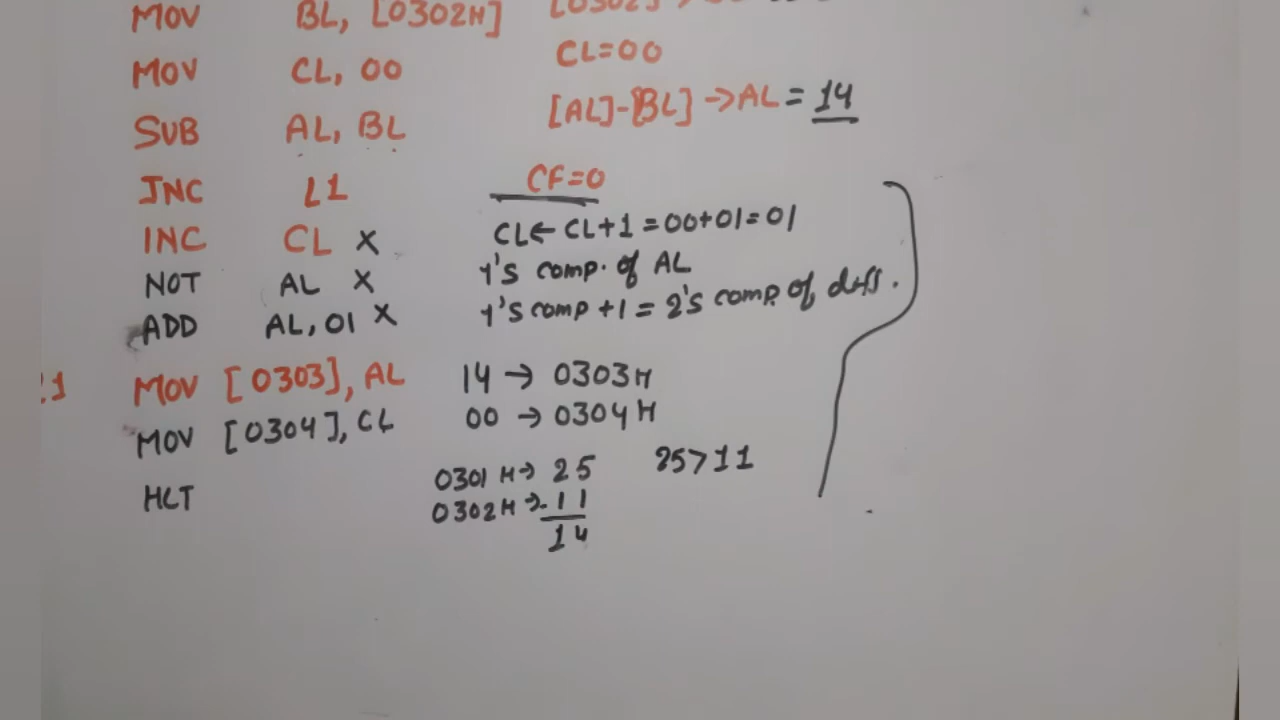 MOV BL, [0302H] [0302]
MOV CL, 00 CL=00
SUB AL, BL [AL]-[BL] → AL = 14
JNC L1 CF=0
INC CL x CL ← CL+1 = 00+01 = 01
NOT AL x 1's comp. of AL
ADD AL, 01 x 1's comp +1 = 2's comp. of diff.
1 MOV [0303], AL 14 → 0303H
MOV [0304], CL 00 → 0304H
HLT 0301 H → 25 25>11
0302H → - 11
14